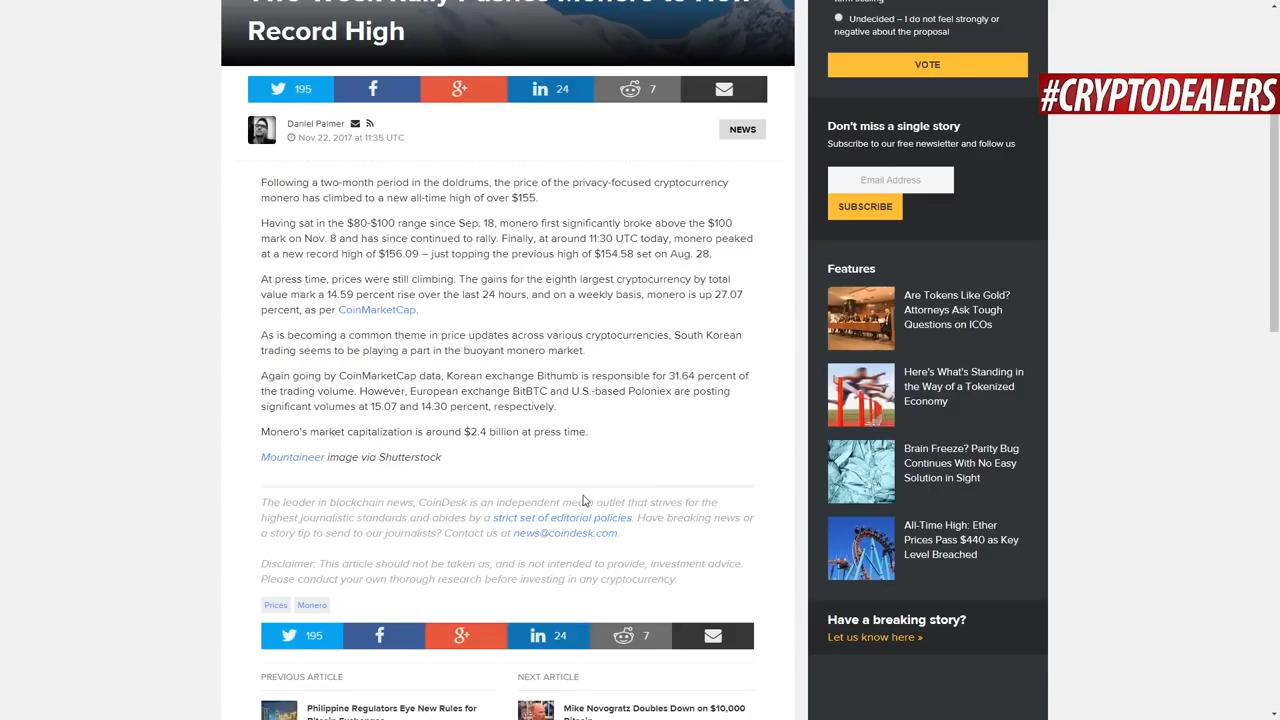 Record High
195
24
7
Daniel Palmer
Nov 22, 2017 at 11:35 UTC
NEWS
Following a two-month period in the doldrums, the price of the privacy-focused cryptocurrency
monero has climbed to a new all-time high of over $155.
Having sat in the $80-$100 range since Sep. 18, monero first significantly broke above the $100
mark on Nov. 8 and has since continued to rally. Finally, at around 11:30 UTC today, monero peaked
at a new record high of $156.09 – just topping the previous high of $154.58 set on Aug. 28.
At press time, prices were still climbing. The gains for the eighth largest cryptocurrency by total
value mark a 14.59 percent rise over the last 24 hours, and on a weekly basis, monero is up 27.07
percent, as per CoinMarketCap.
As is becoming a common theme in price updates across various cryptocurrencies, South Korean
trading seems to be playing a part in the buoyant monero market.
Again going by CoinMarketCap data, Korean exchange Bithumb is responsible for 31.64 percent of
the trading volume. However, European exchange BitBTC and U.S.-based Poloniex are posting
significant volumes at 15.07 and 14.30 percent, respectively.
Monero's market capitalization is around $2.4 billion at press time.
Mountaineer image via Shutterstock
The leader in blockchain news, CoinDesk is an independent media outlet that strives for the
highest journalistic standards and abides by a strict set of editorial policies. Have breaking news or
a story tip to send to our journalists? Contact us at news@coindesk.com.
Disclaimer: This article should not be taken as, and is not intended to provide, investment advice.
Please conduct your own thorough research before investing in any cryptocurrency.
Prices Monero
195
24
7
PREVIOUS ARTICLE
Philippine Regulators Eye New Rules for
NEXT ARTICLE
Mike Novogratz Doubles Down on $10,000
Undecided – I do not feel strongly or
negative about the proposal
VOTE
#CRYPTODEALERS
Don't miss a single story
Subscribe to our free newsletter and follow us
Email Address
SUBSCRIBE
Features
Are Tokens Like Gold?
Attorneys Ask Tough
Questions on ICOs
Here's What's Standing in
the Way of a Tokenized
Economy
Brain Freeze? Parity Bug
Continues With No Easy
Solution in Sight
All-Time High: Ether
Prices Pass $440 as Key
Level Breached
Have a breaking story?
Let us know here »